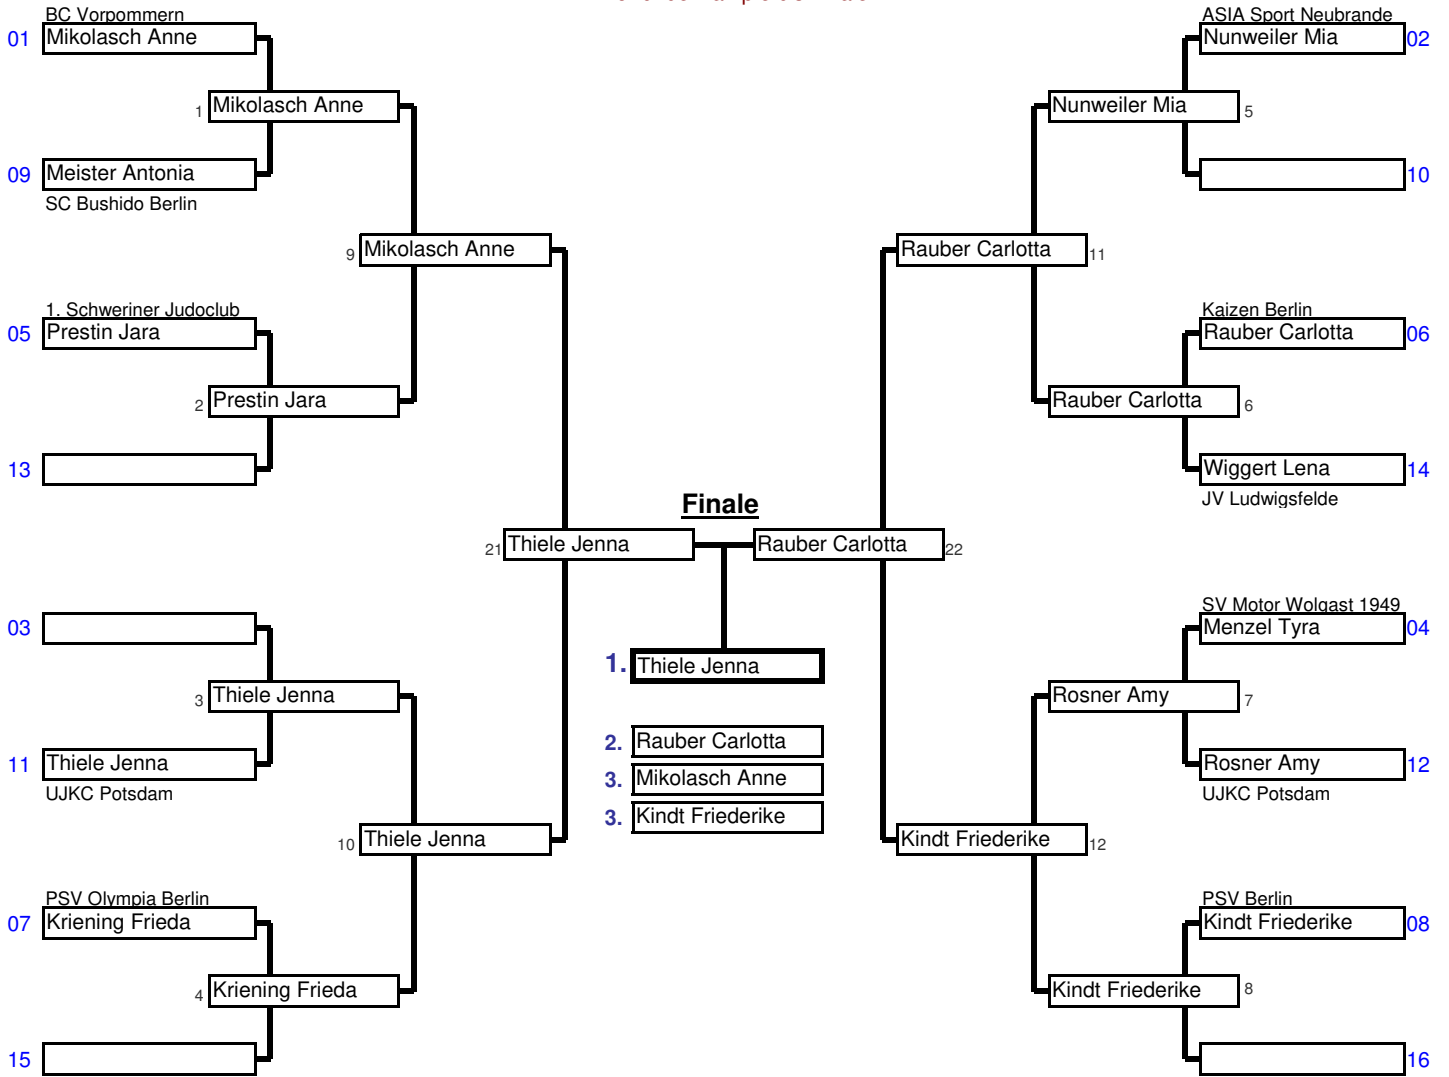 BC Vorpommern
01 Mikolasch Anne
1 Mikolasch Anne
09 Meister Antonia
SC Bushido Berlin
9 Mikolasch Anne
1. Schweriner Judoclub
05 Prestin Jara
2 Prestin Jara
13
21 Thiele Jenna
03
3 Thiele Jenna
11 Thiele Jenna
UJKC Potsdam
10 Thiele Jenna
PSV Olympia Berlin
07 Kriening Frieda
4 Kriening Frieda
15
Finale
1. Thiele Jenna
2. Rauber Carlotta
3. Mikolasch Anne
3. Kindt Friederike
ASIA Sport Neubrande
Nunweiler Mia 02
Nunweiler Mia 5
10
Rauber Carlotta 11
Kaizen Berlin
Rauber Carlotta 06
Rauber Carlotta 6
Wiggert Lena 14
JV Ludwigsfelde
Rauber Carlotta 22
SV Motor Wolgast 1949
Menzel Tyra 04
Rosner Amy 7
Rosner Amy 12
UJKC Potsdam
Kindt Friederike 12
PSV Berlin
Kindt Friederike 08
Kindt Friederike 8
16